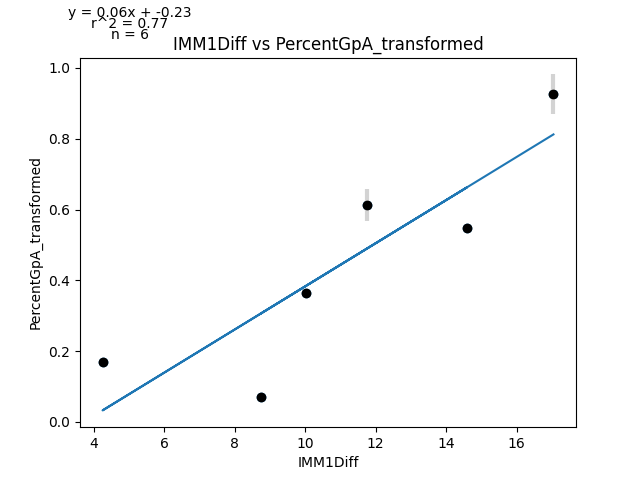 y = 0.06x + -0.23
r^2 = 0.77
n = 6
IMM1Diff vs PercentGpA_transformed
1.0
0.8
0.6
0.4
0.2
0.0
PercentGpA_transformed
4 6 8 10 12 14 16
IMM1Diff